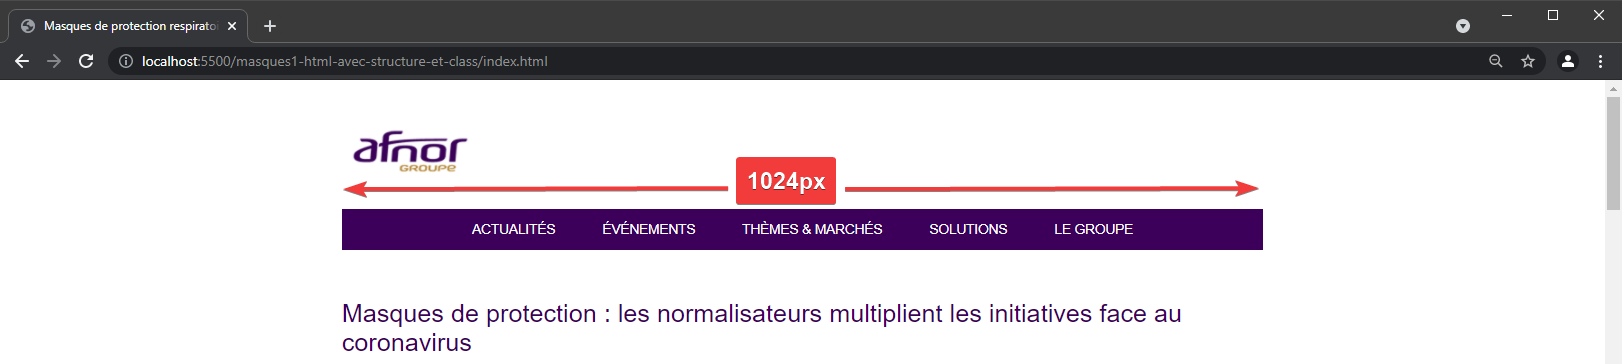 Masques de protection respiratoi
localhost:5500/masques1-html-avec-structure-et-class/index.html
afnor
GROUPE
1024px
ACTUALITÉS ÉVÉNEMENTS THÈMES & MARCHÉS SOLUTIONS LE GROUPE
Masques de protection : les normalisateurs multiplient les initiatives face au
coronavirus